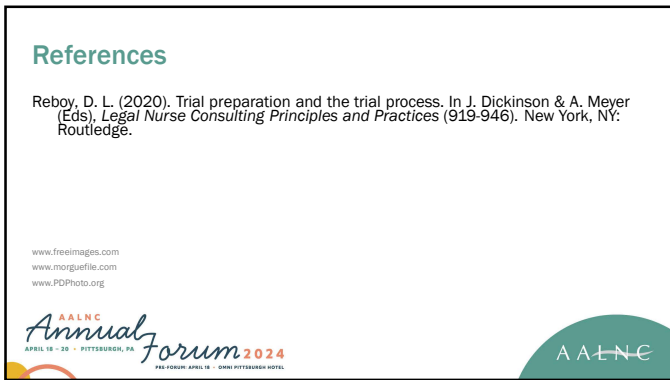 References
Reboy, D. L. (2020). Trial preparation and the trial process. In J. Dickinson & A. Meyer
(Eds), Legal Nurse Consulting Principles and Practices (919-946). New York, NY:
Routledge.
www.freeimages.com
www.morguefile.com
www.PDPhoto.org
AALNC
Annual
APRIL 18 - 20 • PITTSBURGH, PA
Forum 2024
PRE-FORUM: APRIL 18 • OMNI PITTSBURGH HOTEL
AALNC